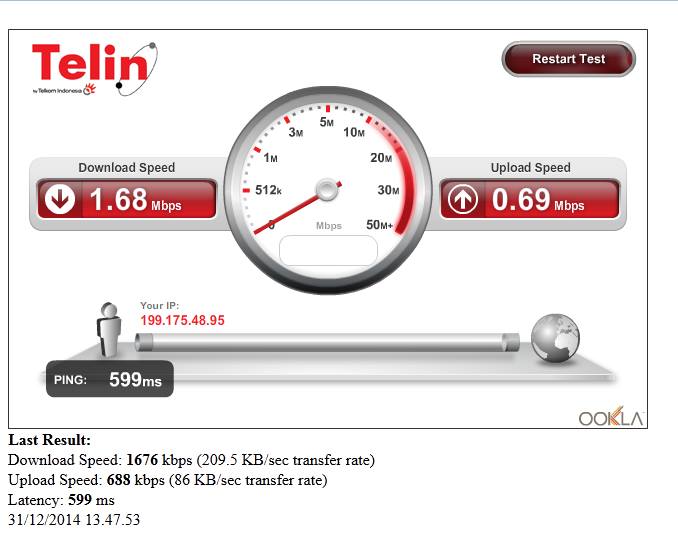 Telin
by Telkom Indonesia
Restart Test
5M
3M
10M
1M
20M
Download Speed
Upload Speed
512k
30M
1.68 Mbps
0.69 Mbps
0
Mbps
50M+
Your IP:
199.175.48.95
PING: 599ms
OOKLA
Last Result:
Download Speed: 1676 kbps (209.5 KB/sec transfer rate)
Upload Speed: 688 kbps (86 KB/sec transfer rate)
Latency: 599 ms
31/12/2014 13.47.53